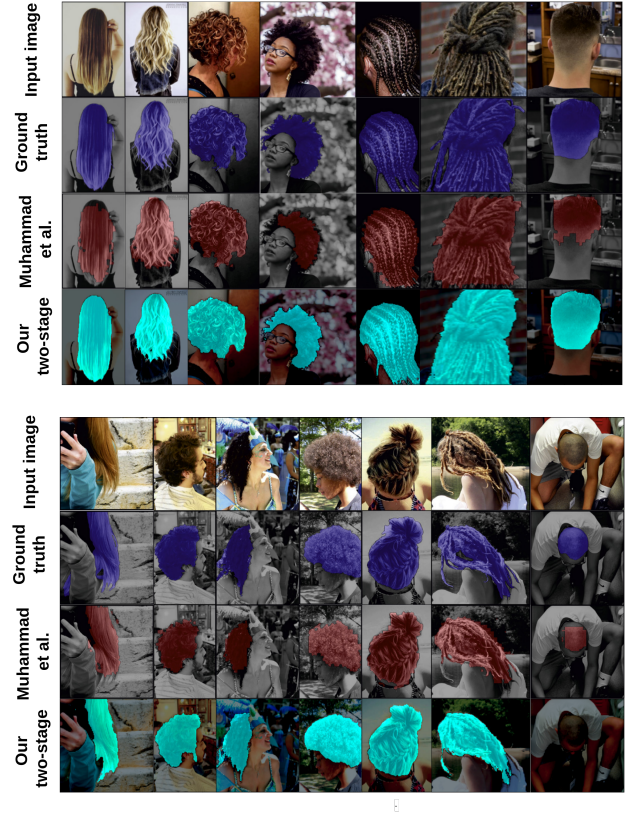 Input image
Ground
truth
Muhammad
et al.
Our
two-stage
Input image
Ground
truth
Muhammad
et al.
Our
two-stage